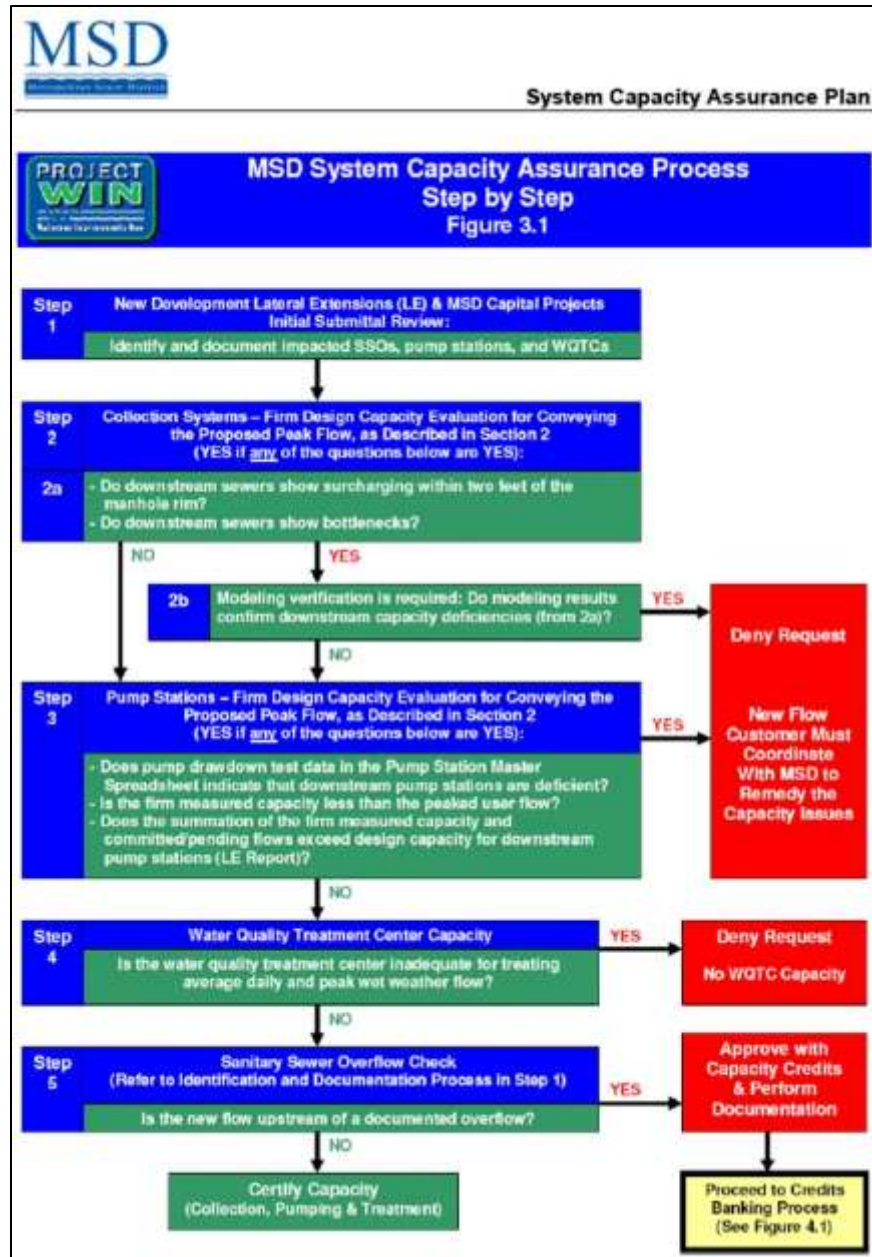 MSD
Metropolitan Sewer District
System Capacity Assurance Plan
PROJECT
WIN
MSD System Capacity Assurance Process
Step by Step
Figure 3.1
Step
1
New Development Lateral Extensions (LE) & MSD Capital Projects
Initial Submittal Review:
Identify and document impacted SSOs, pump stations, and WQTCs
Step
2
Collection Systems – Firm Design Capacity Evaluation for Conveying
the Proposed Peak Flow, as Described in Section 2
(YES if any of the questions below are YES):
2a
- Do downstream sewers show surcharging within two feet of the
manhole rim?
- Do downstream sewers show bottlenecks?
NO
YES
2b
Modeling verification is required: Do modeling results
confirm downstream capacity deficiencies (from 2a)?
YES
NO
Deny Request
New Flow
Customer Must
Coordinate
With MSD to
Remedy the
Capacity Issues
Step
3
Pump Stations – Firm Design Capacity Evaluation for Conveying the
Proposed Peak Flow, as Described in Section 2
(YES if any of the questions below are YES):
YES
- Does pump drawdown test data in the Pump Station Master
Spreadsheet indicate that downstream pump stations are deficient?
- Is the firm measured capacity less than the peaked user flow?
- Does the summation of the firm measured capacity and
committed/pending flows exceed design capacity for downstream
pump stations (LE Report)?
NO
Step
4
Water Quality Treatment Center Capacity
Is the water quality treatment center inadequate for treating
average daily and peak wet weather flow?
YES
Deny Request
No WQTC Capacity
NO
Step
5
Sanitary Sewer Overflow Check
(Refer to Identification and Documentation Process in Step 1)
Is the new flow upstream of a documented overflow?
YES
Approve with
Capacity Credits
& Perform
Documentation
NO
Certify Capacity
(Collection, Pumping & Treatment)
Proceed to Credits
Banking Process
(See Figure 4.1)